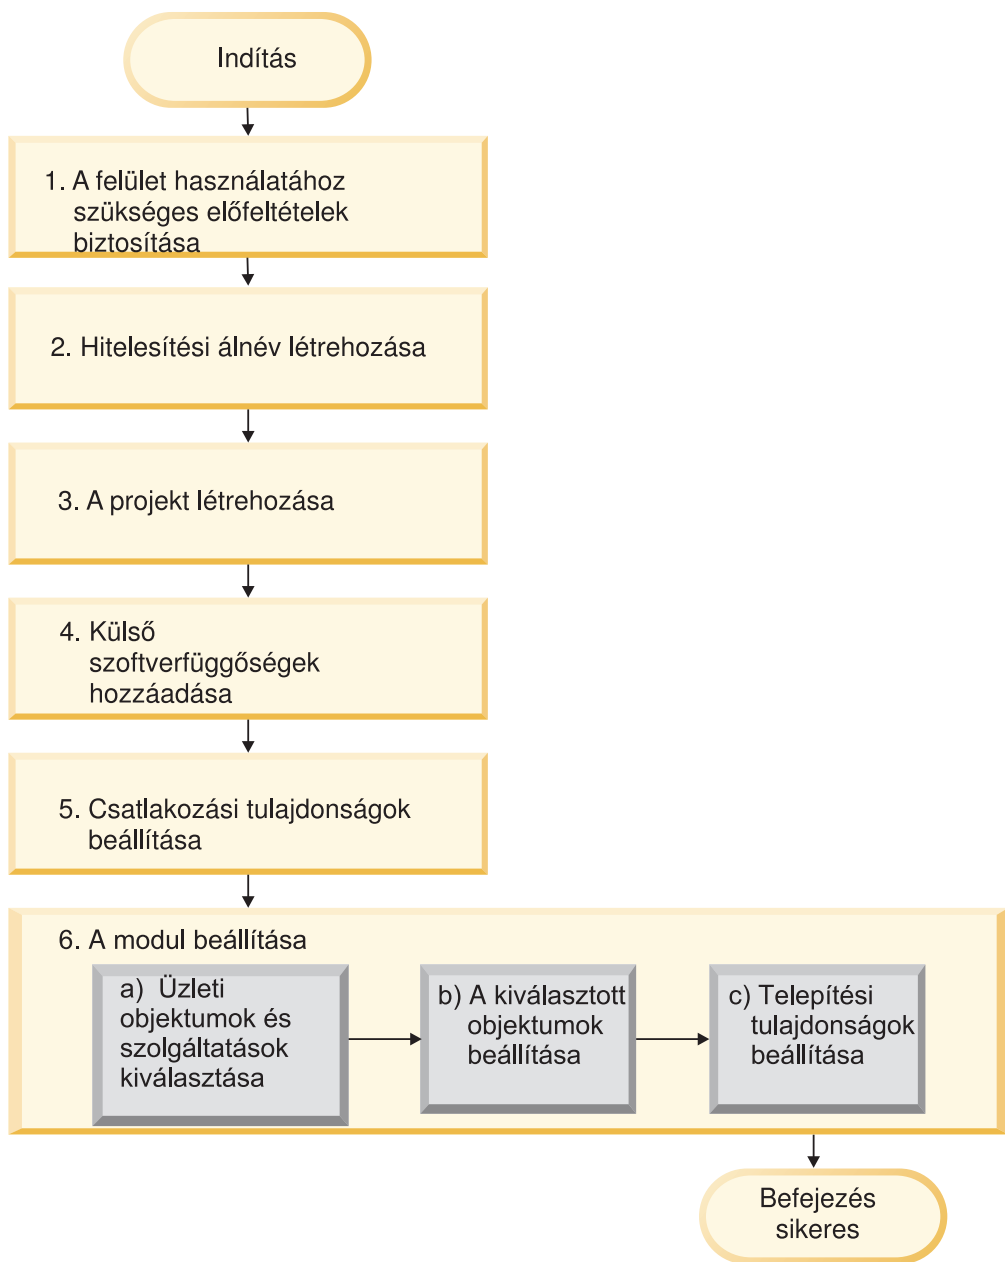 Indítás
1. A felület használatához
szükséges előfeltételek
biztosítása
2. Hitelesítési álnév létrehozása
3. A projekt létrehozása
4. Külső
szoftverfüggőségek
hozzáadása
5. Csatlakozási tulajdonságok
beállítása
6. A modul beállítása
a) Üzleti
objektumok és
szolgáltatások
kiválasztása
b) A kiválasztott
objektumok
beállítása
c) Telepítési
tulajdonságok
beállítása
Befejezés
sikeres